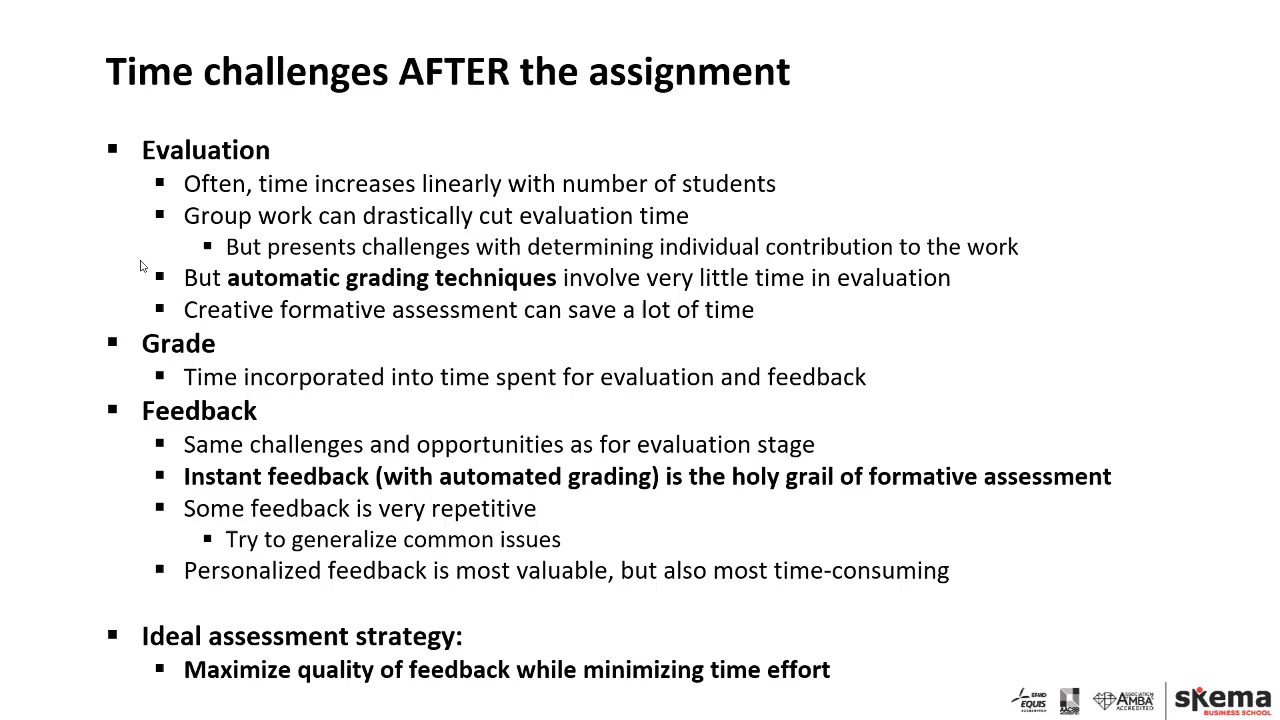 Time challenges AFTER the assignment
▪ Evaluation
▪ Often, time increases linearly with number of students
▪ Group work can drastically cut evaluation time
▪ But presents challenges with determining individual contribution to the work
▪ But automatic grading techniques involve very little time in evaluation
▪ Creative formative assessment can save a lot of time
▪ Grade
▪ Time incorporated into time spent for evaluation and feedback
▪ Feedback
▪ Same challenges and opportunities as for evaluation stage
▪ Instant feedback (with automated grading) is the holy grail of formative assessment
▪ Some feedback is very repetitive
▪ Try to generalize common issues
▪ Personalized feedback is most valuable, but also most time-consuming
▪ Ideal assessment strategy:
▪ Maximize quality of feedback while minimizing time effort
EFMD
EQUIS
AACSB
ASSOCIATION
AMBA
ACCREDITED
skema
BUSINESS SCHOOL